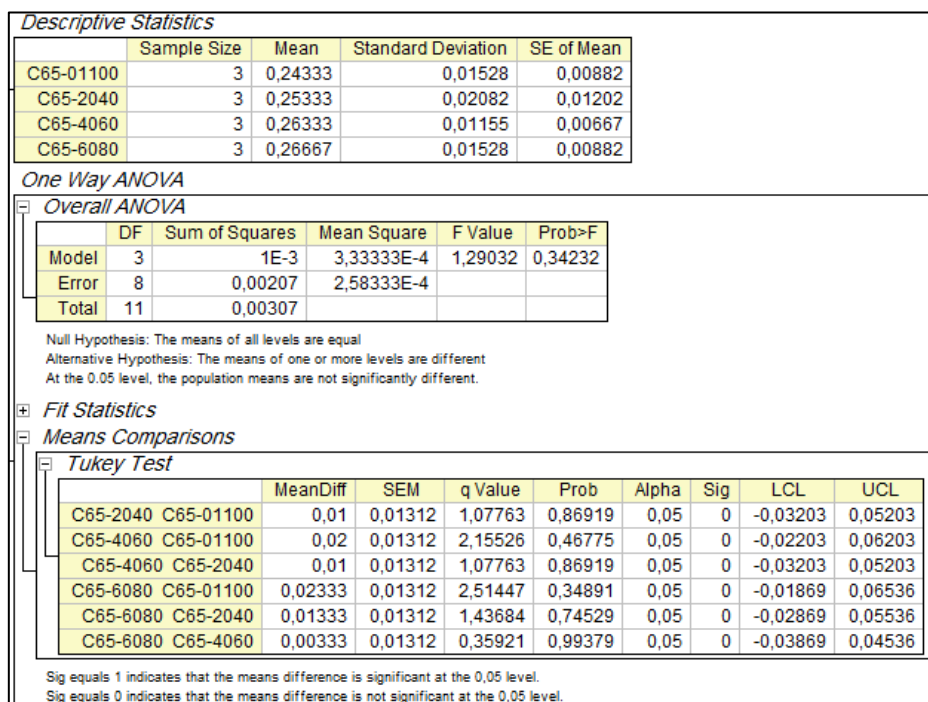 Descriptive Statistics
Sample Size Mean Standard Deviation SE of Mean
C65-01100 3 0,24333 0,01528 0,00882
C65-2040 3 0,25333 0,02082 0,01202
C65-4060 3 0,26333 0,01155 0,00667
C65-6080 3 0,26667 0,01528 0,00882
One Way ANOVA
Overall ANOVA
DF Sum of Squares Mean Square F Value Prob>F
Model 3 1E-3 3,33333E-4 1,29032 0,34232
Error 8 0,00207 2,58333E-4
Total 11 0,00307
Null Hypothesis: The means of all levels are equal
Alternative Hypothesis: The means of one or more levels are different
At the 0.05 level, the population means are not significantly different.
Fit Statistics
Means Comparisons
Tukey Test
MeanDiff SEM q Value Prob Alpha Sig LCL UCL
C65-2040 C65-01100 0,01 0,01312 1,07763 0,86919 0,05 0 -0,03203 0,05203
C65-4060 C65-01100 0,02 0,01312 2,15526 0,46775 0,05 0 -0,02203 0,06203
C65-4060 C65-2040 0,01 0,01312 1,07763 0,86919 0,05 0 -0,03203 0,05203
C65-6080 C65-01100 0,02333 0,01312 2,51447 0,34891 0,05 0 -0,01869 0,06536
C65-6080 C65-2040 0,01333 0,01312 1,43684 0,74529 0,05 0 -0,02869 0,05536
C65-6080 C65-4060 0,00333 0,01312 0,35921 0,99379 0,05 0 -0,03869 0,04536
Sig equals 1 indicates that the means difference is significant at the 0,05 level.
Sig equals 0 indicates that the means difference is not significant at the 0,05 level.